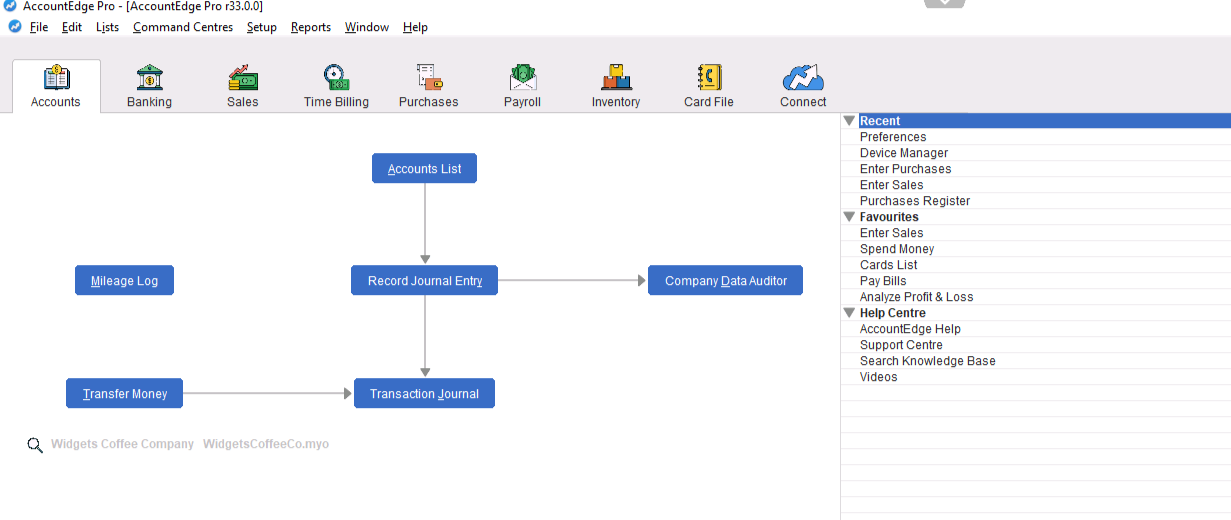 AccountEdge Pro - [AccountEdge Pro r33.0.0]
File Edit Lists Command Centres Setup Reports Window Help
Accounts Banking Sales Time Billing Purchases Payroll Inventory Card File Connect
Accounts List
Mileage Log Record Journal Entry Company Data Auditor
Transfer Money Transaction Journal
Widgets Coffee Company WidgetsCoffeeCo.myo
Recent
Preferences
Device Manager
Enter Purchases
Enter Sales
Purchases Register
Favourites
Enter Sales
Spend Money
Cards List
Pay Bills
Analyze Profit & Loss
Help Centre
AccountEdge Help
Support Centre
Search Knowledge Base
Videos